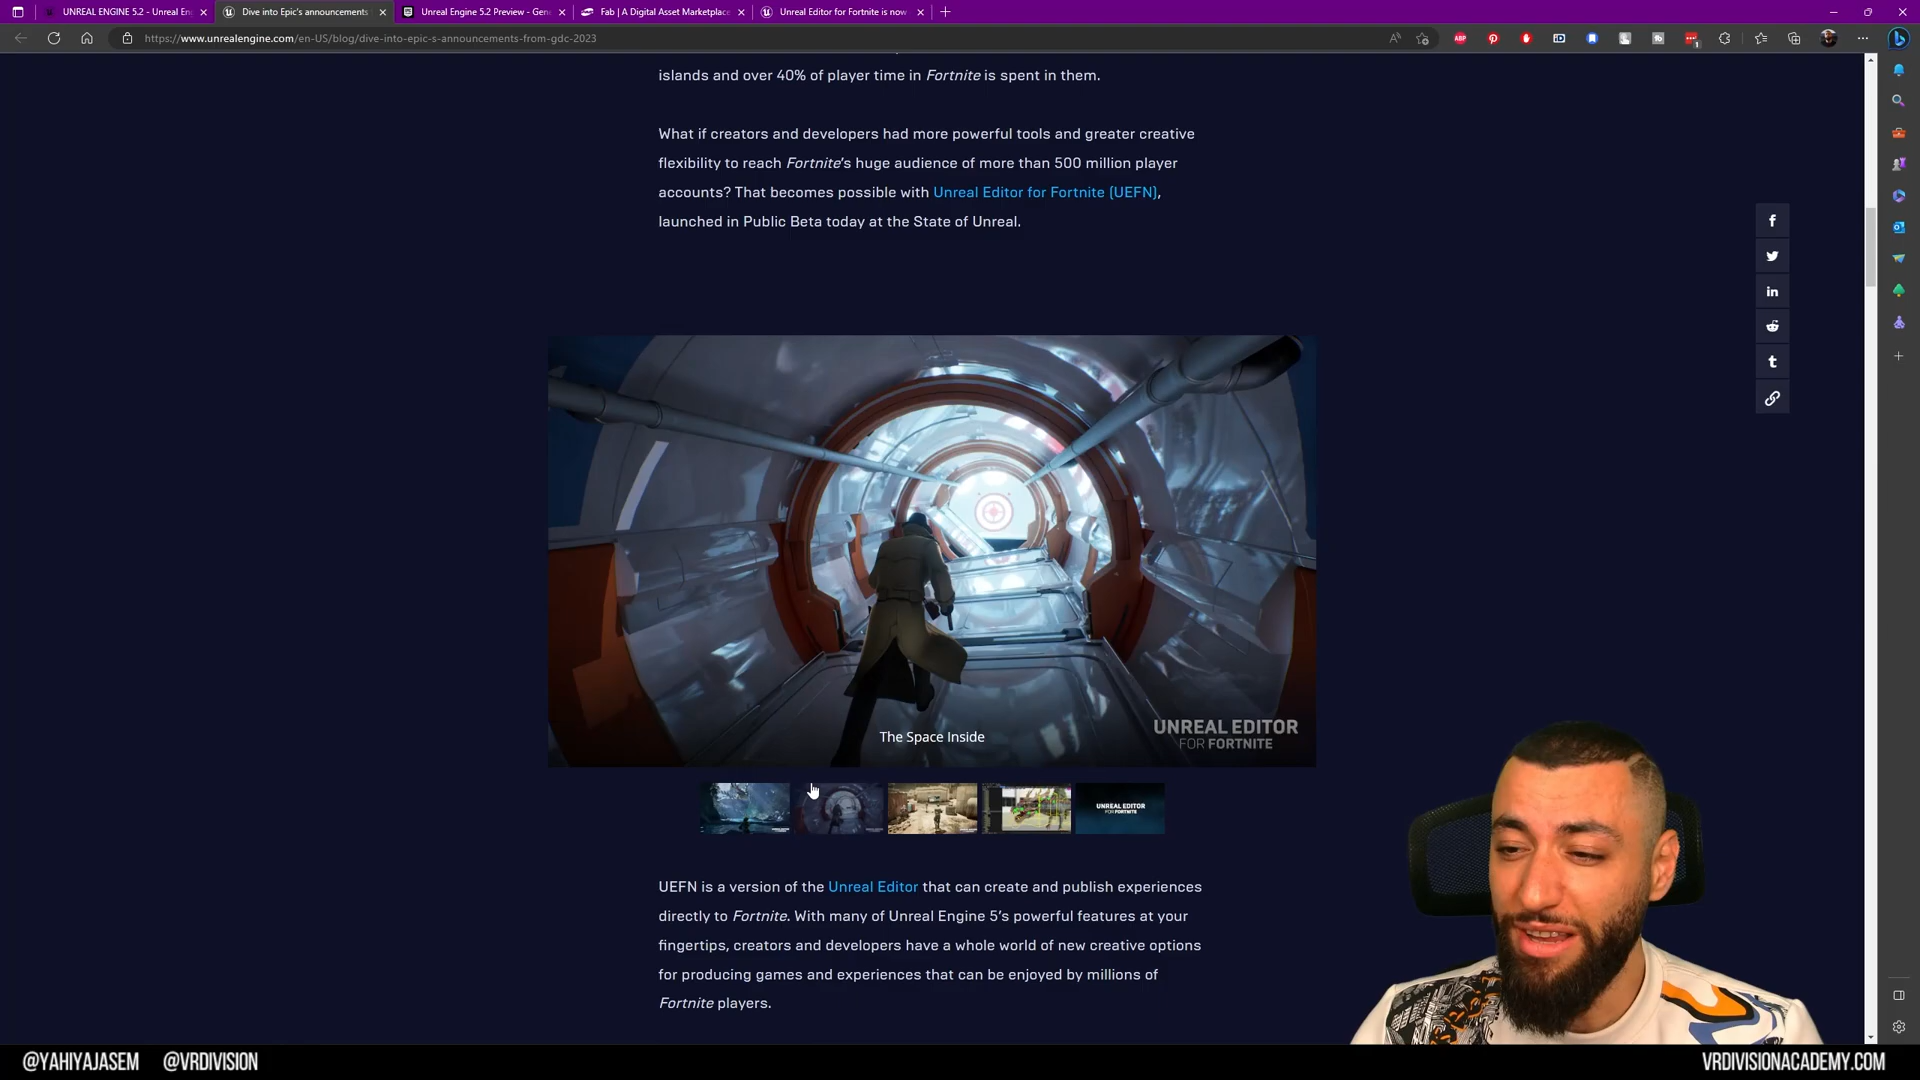 UNREAL ENGINE 5.2 - Unreal En
Dive into Epic's announcements
Unreal Engine 5.2 Preview - Gen
Fab | A Digital Asset Marketplace
Unreal Editor for Fortnite is now
https://www.unrealengine.com/en-US/blog/dive-into-epic-s-announcements-from-gdc-2023
islands and over 40% of player time in Fortnite is spent in them.
What if creators and developers had more powerful tools and greater creative
flexibility to reach Fortnite's huge audience of more than 500 million player
accounts? That becomes possible with Unreal Editor for Fortnite (UEFN),
launched in Public Beta today at the State of Unreal.
The Space Inside
UNREAL EDITOR
FOR FORTNITE
UNREAL EDITOR
FOR FORTNITE
UEFN is a version of the Unreal Editor that can create and publish experiences
directly to Fortnite. With many of Unreal Engine 5's powerful features at your
fingertips, creators and developers have a whole world of new creative options
for producing games and experiences that can be enjoyed by millions of
Fortnite players.
@YAHIYAJASEM @VRDIVISION
VRDIVISIONACADEMY.COM